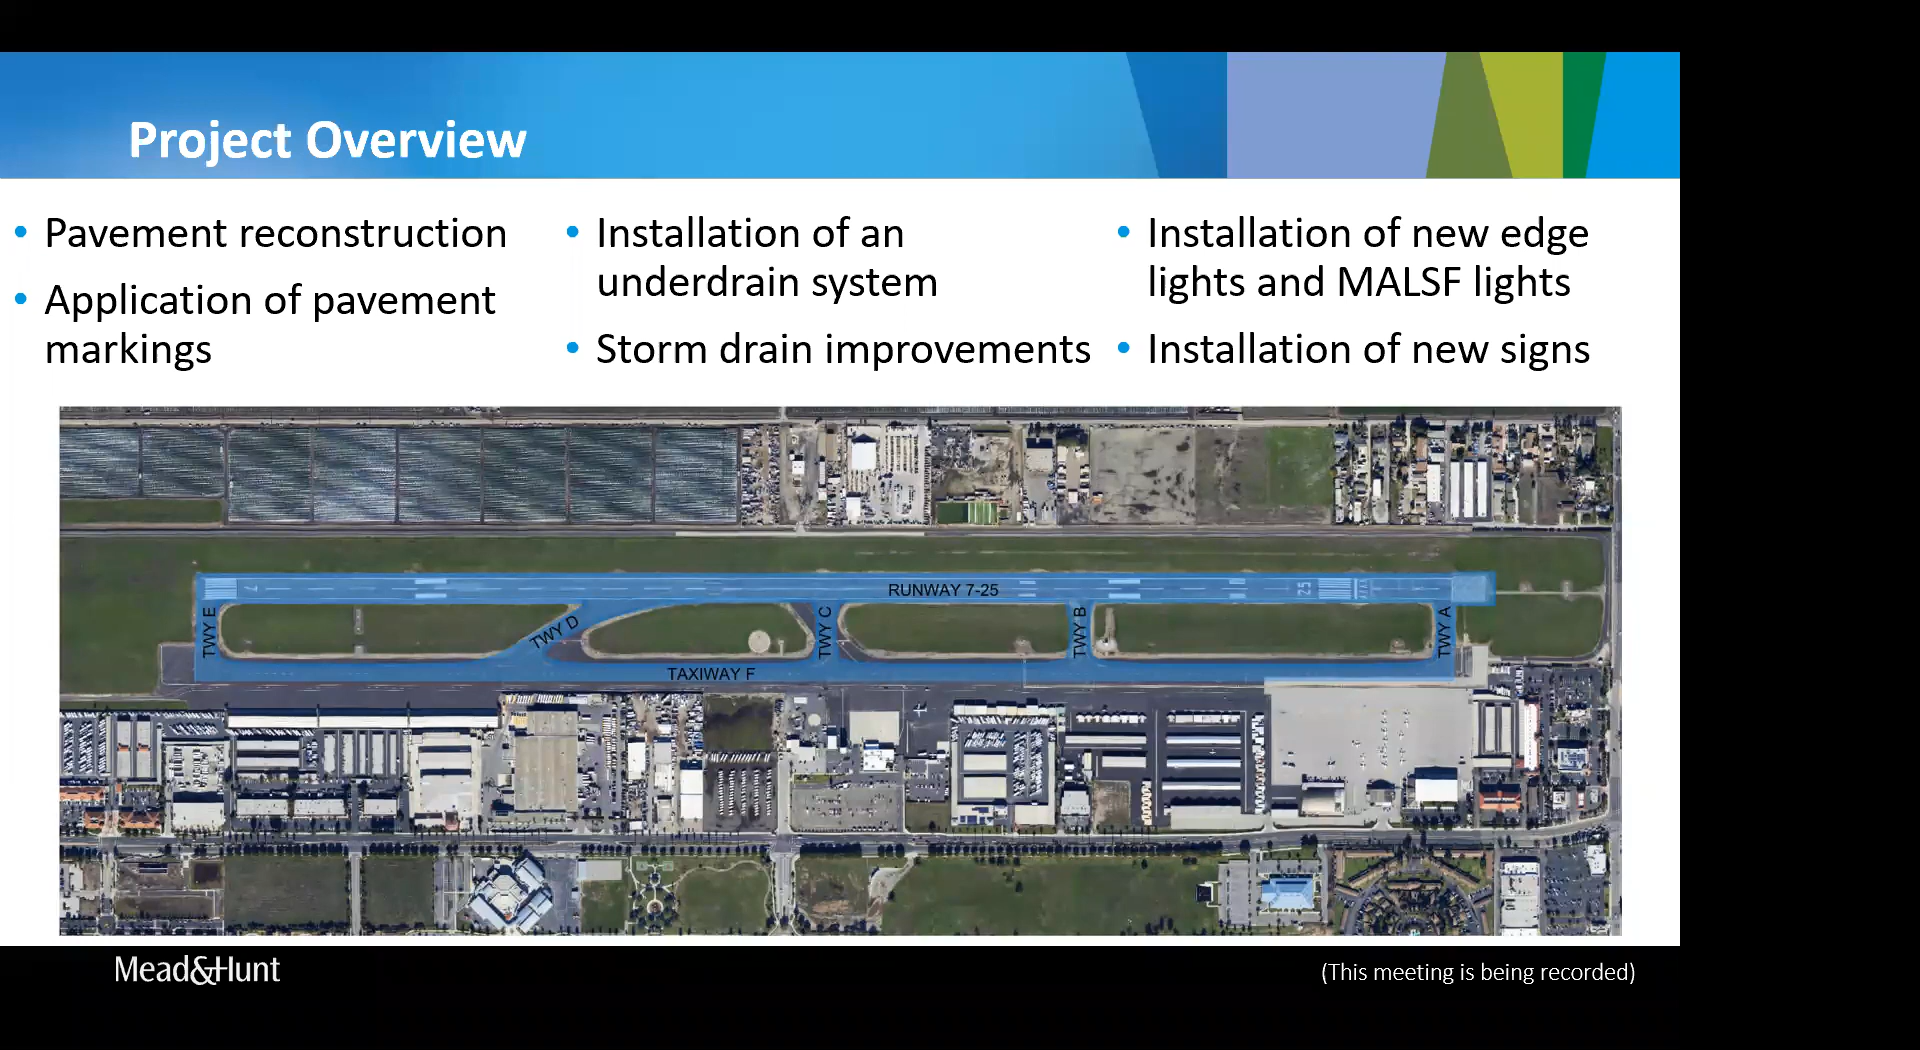 Project Overview
• Pavement reconstruction
• Application of pavement
markings
• Installation of an
underdrain system
• Storm drain improvements
• Installation of new edge
lights and MALSF lights
• Installation of new signs
RUNWAY 7-25
25
TWY E
TWY D
TWY C
TWY B
TWY A
TAXIWAY F
Mead&Hunt
(This meeting is being recorded)